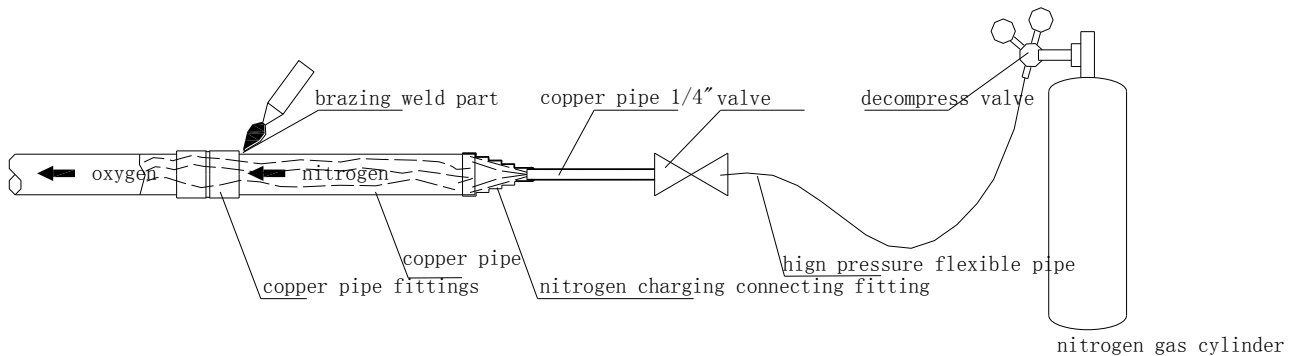 brazing weld part
copper pipe 1/4″
valve
decompress valve
oxygen
nitrogen
copper pipe
hign pressure flexible pipe
copper pipe fittings
nitrogen charging connecting fitting
nitrogen gas cylinder